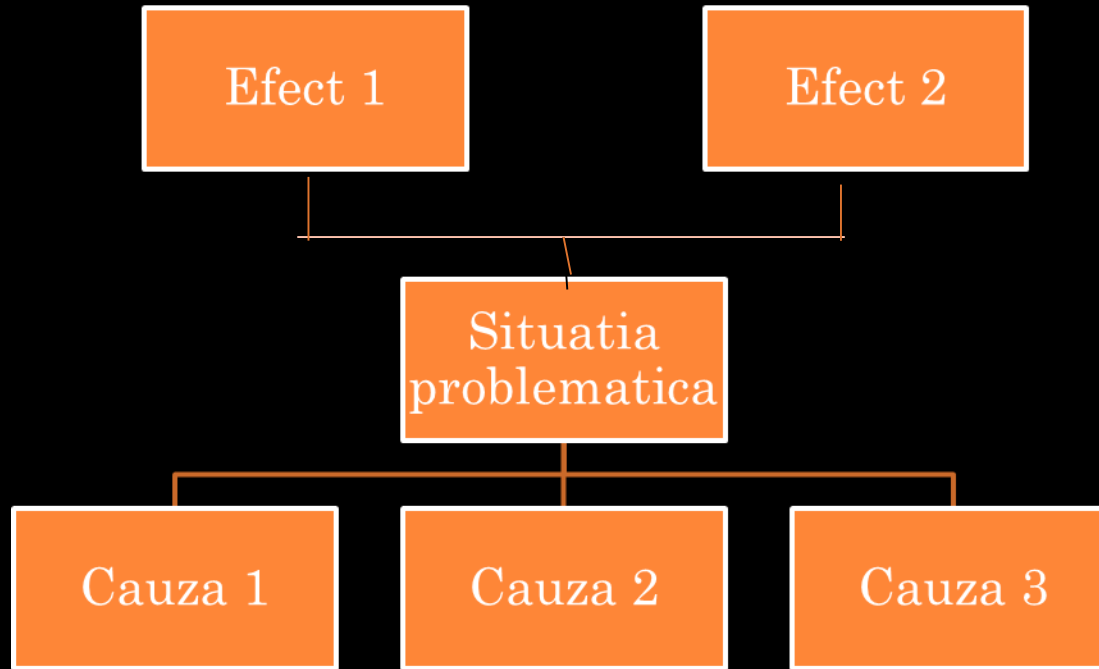 Efect 1
Efect 2
Situatia
problematica
Cauza 1
Cauza 2
Cauza 3